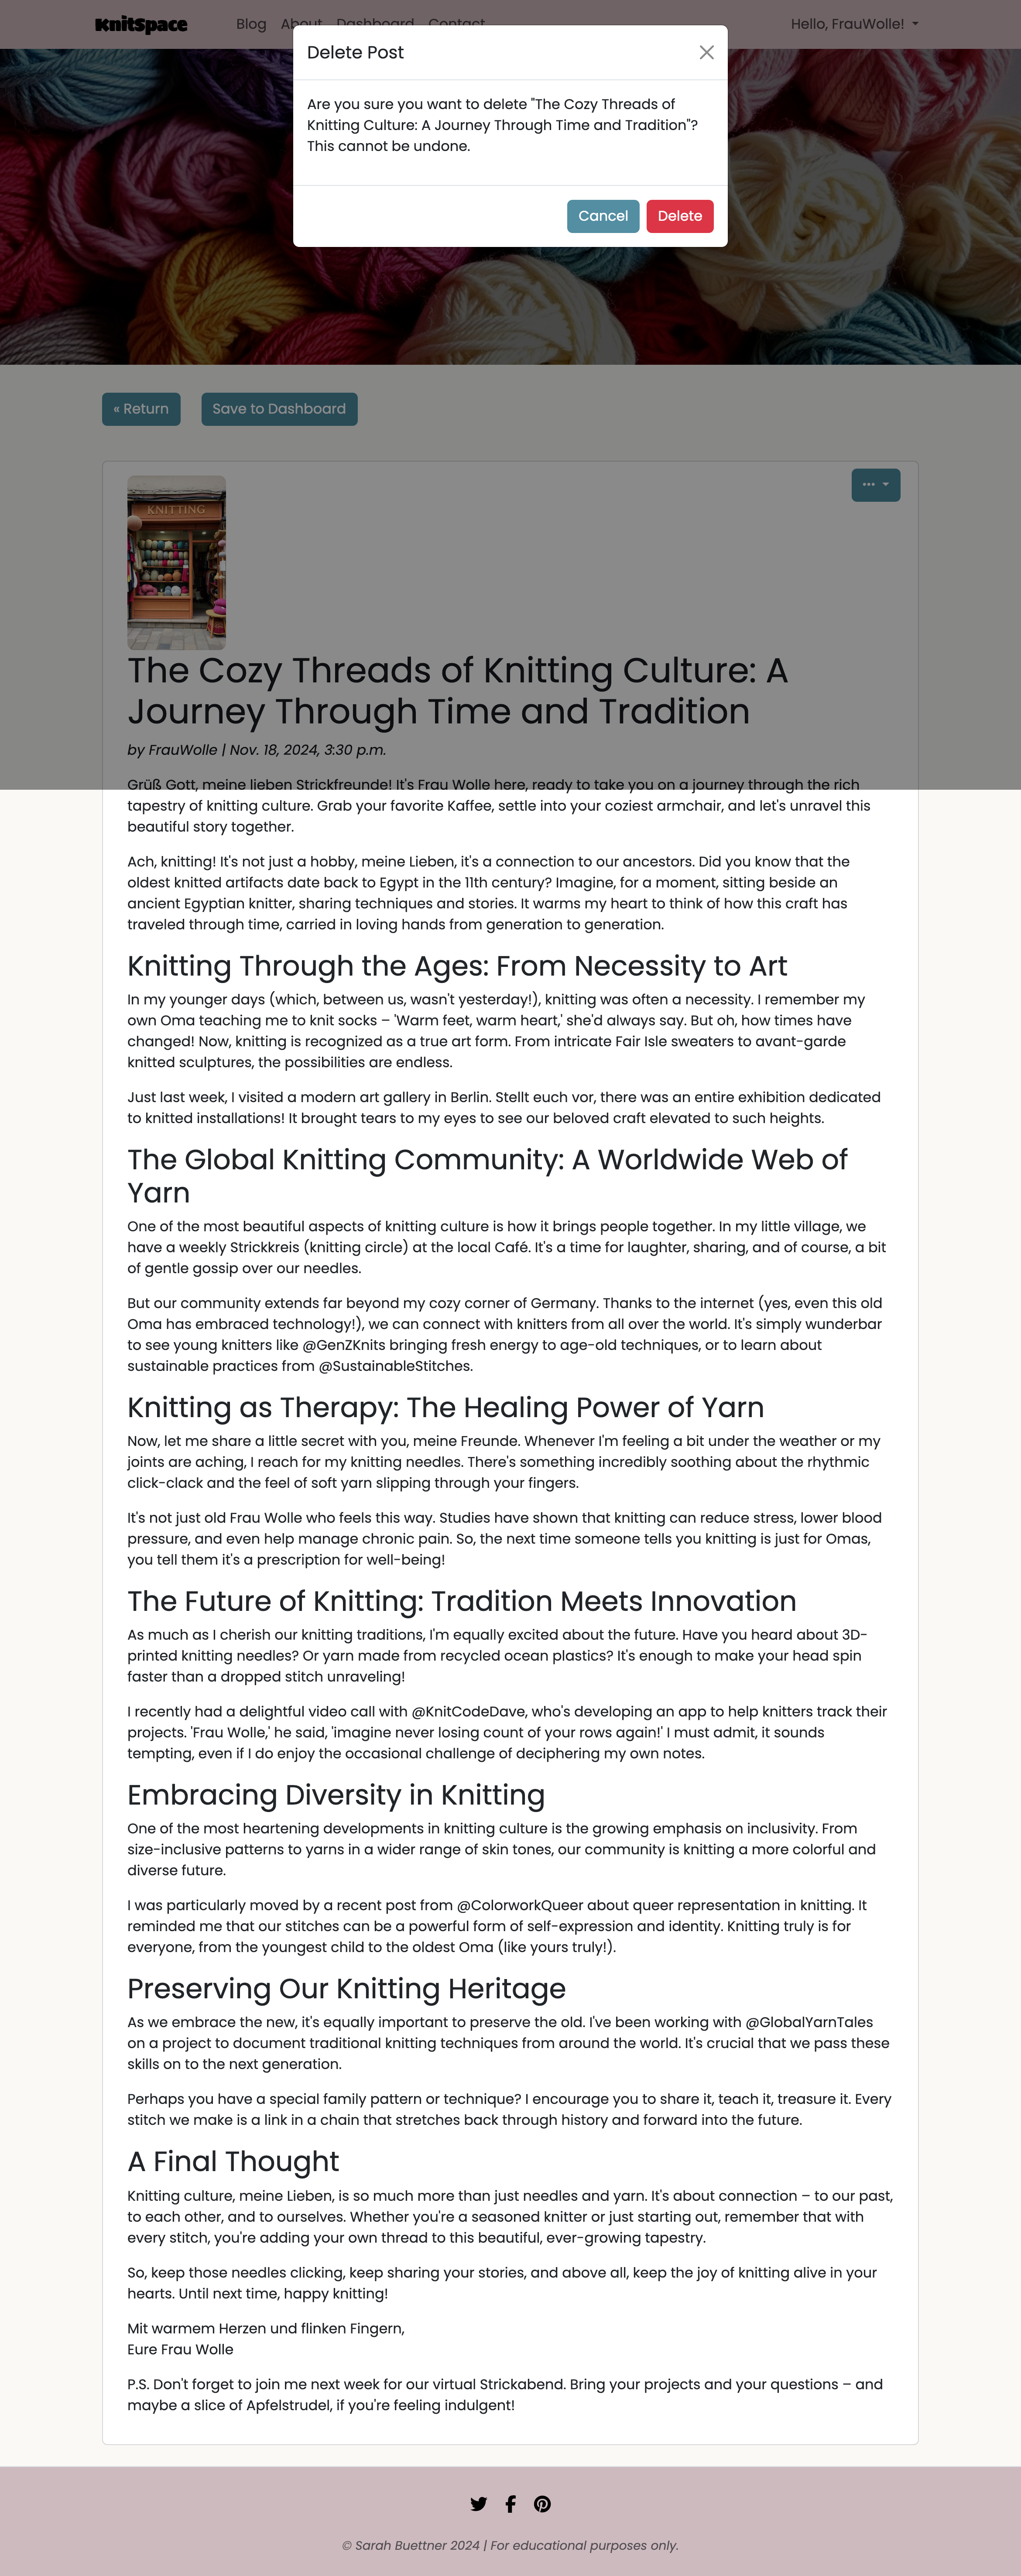 KnitSpace
Blog About Dashboard Contact
Hello, FrauWolle!
Delete Post
Are you sure you want to delete "The Cozy Threads of
Knitting Culture: A Journey Through Time and Tradition"?
This cannot be undone.
Cancel Delete
« Return Save to Dashboard
KNITTING
The Cozy Threads of Knitting Culture: A
Journey Through Time and Tradition
by FrauWolle | Nov. 18, 2024, 3:30 p.m.
Grüß Gott, meine lieben Strickfreunde! It's Frau Wolle here, ready to take you on a journey through the rich
tapestry of knitting culture. Grab your favorite Kaffee, settle into your coziest armchair, and let's unravel this
beautiful story together.
Ach, knitting! It's not just a hobby, meine Lieben, it's a connection to our ancestors. Did you know that the
oldest knitted artifacts date back to Egypt in the 11th century? Imagine, for a moment, sitting beside an
ancient Egyptian knitter, sharing techniques and stories. It warms my heart to think of how this craft has
traveled through time, carried in loving hands from generation to generation.
Knitting Through the Ages: From Necessity to Art
In my younger days (which, between us, wasn't yesterday!), knitting was often a necessity. I remember my
own Oma teaching me to knit socks – 'Warm feet, warm heart,' she'd always say. But oh, how times have
changed! Now, knitting is recognized as a true art form. From intricate Fair Isle sweaters to avant-garde
knitted sculptures, the possibilities are endless.
Just last week, I visited a modern art gallery in Berlin. Stellt euch vor, there was an entire exhibition dedicated
to knitted installations! It brought tears to my eyes to see our beloved craft elevated to such heights.
The Global Knitting Community: A Worldwide Web of
Yarn
One of the most beautiful aspects of knitting culture is how it brings people together. In my little village, we
have a weekly Strickkreis (knitting circle) at the local Café. It's a time for laughter, sharing, and of course, a bit
of gentle gossip over our needles.
But our community extends far beyond my cozy corner of Germany. Thanks to the internet (yes, even this old
Oma has embraced technology!), we can connect with knitters from all over the world. It's simply wunderbar
to see young knitters like @GenZKnits bringing fresh energy to age-old techniques, or to learn about
sustainable practices from @SustainableStitches.
Knitting as Therapy: The Healing Power of Yarn
Now, let me share a little secret with you, meine Freunde. Whenever I'm feeling a bit under the weather or my
joints are aching, I reach for my knitting needles. There's something incredibly soothing about the rhythmic
click-clack and the feel of soft yarn slipping through your fingers.
It's not just old Frau Wolle who feels this way. Studies have shown that knitting can reduce stress, lower blood
pressure, and even help manage chronic pain. So, the next time someone tells you knitting is just for Omas,
you tell them it's a prescription for well-being!
The Future of Knitting: Tradition Meets Innovation
As much as I cherish our knitting traditions, I'm equally excited about the future. Have you heard about 3D-
printed knitting needles? Or yarn made from recycled ocean plastics? It's enough to make your head spin
faster than a dropped stitch unraveling!
I recently had a delightful video call with @KnitCodeDave, who's developing an app to help knitters track their
projects. 'Frau Wolle,' he said, 'imagine never losing count of your rows again!' I must admit, it sounds
tempting, even if I do enjoy the occasional challenge of deciphering my own notes.
Embracing Diversity in Knitting
One of the most heartening developments in knitting culture is the growing emphasis on inclusivity. From
size-inclusive patterns to yarns in a wider range of skin tones, our community is knitting a more colorful and
diverse future.
I was particularly moved by a recent post from @ColorworkQueer about queer representation in knitting. It
reminded me that our stitches can be a powerful form of self-expression and identity. Knitting truly is for
everyone, from the youngest child to the oldest Oma (like yours truly!).
Preserving Our Knitting Heritage
As we embrace the new, it's equally important to preserve the old. I've been working with @GlobalYarnTales
on a project to document traditional knitting techniques from around the world. It's crucial that we pass these
skills on to the next generation.
Perhaps you have a special family pattern or technique? I encourage you to share it, teach it, treasure it. Every
stitch we make is a link in a chain that stretches back through history and forward into the future.
A Final Thought
Knitting culture, meine Lieben, is so much more than just needles and yarn. It's about connection – to our past,
to each other, and to ourselves. Whether you're a seasoned knitter or just starting out, remember that with
every stitch, you're adding your own thread to this beautiful, ever-growing tapestry.
So, keep those needles clicking, keep sharing your stories, and above all, keep the joy of knitting alive in your
hearts. Until next time, happy knitting!
Mit warmem Herzen und flinken Fingern,
Eure Frau Wolle
P.S. Don't forget to join me next week for our virtual Strickabend. Bring your projects and your questions – and
maybe a slice of Apfelstrudel, if you're feeling indulgent!
© Sarah Buettner 2024 | For educational purposes only.